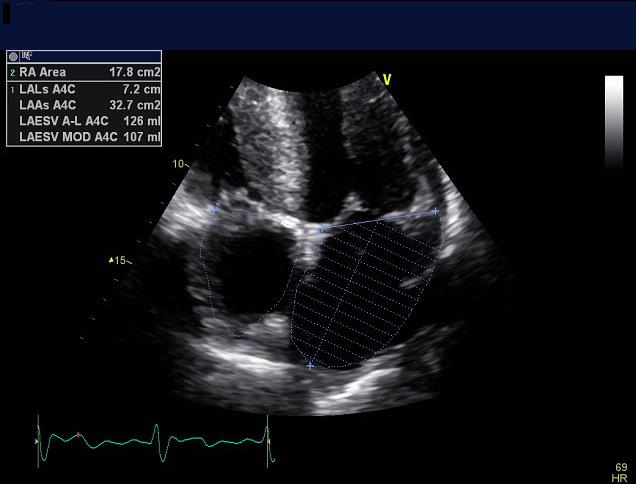 2 RA Area 17.8 cm2
1 LALs A4C 7.2 cm
LAAs A4C 32.7 cm2
LAESV A-L A4C 126 ml
LAESV MOD A4C 107 ml
V
10
15
2
1
69
HR